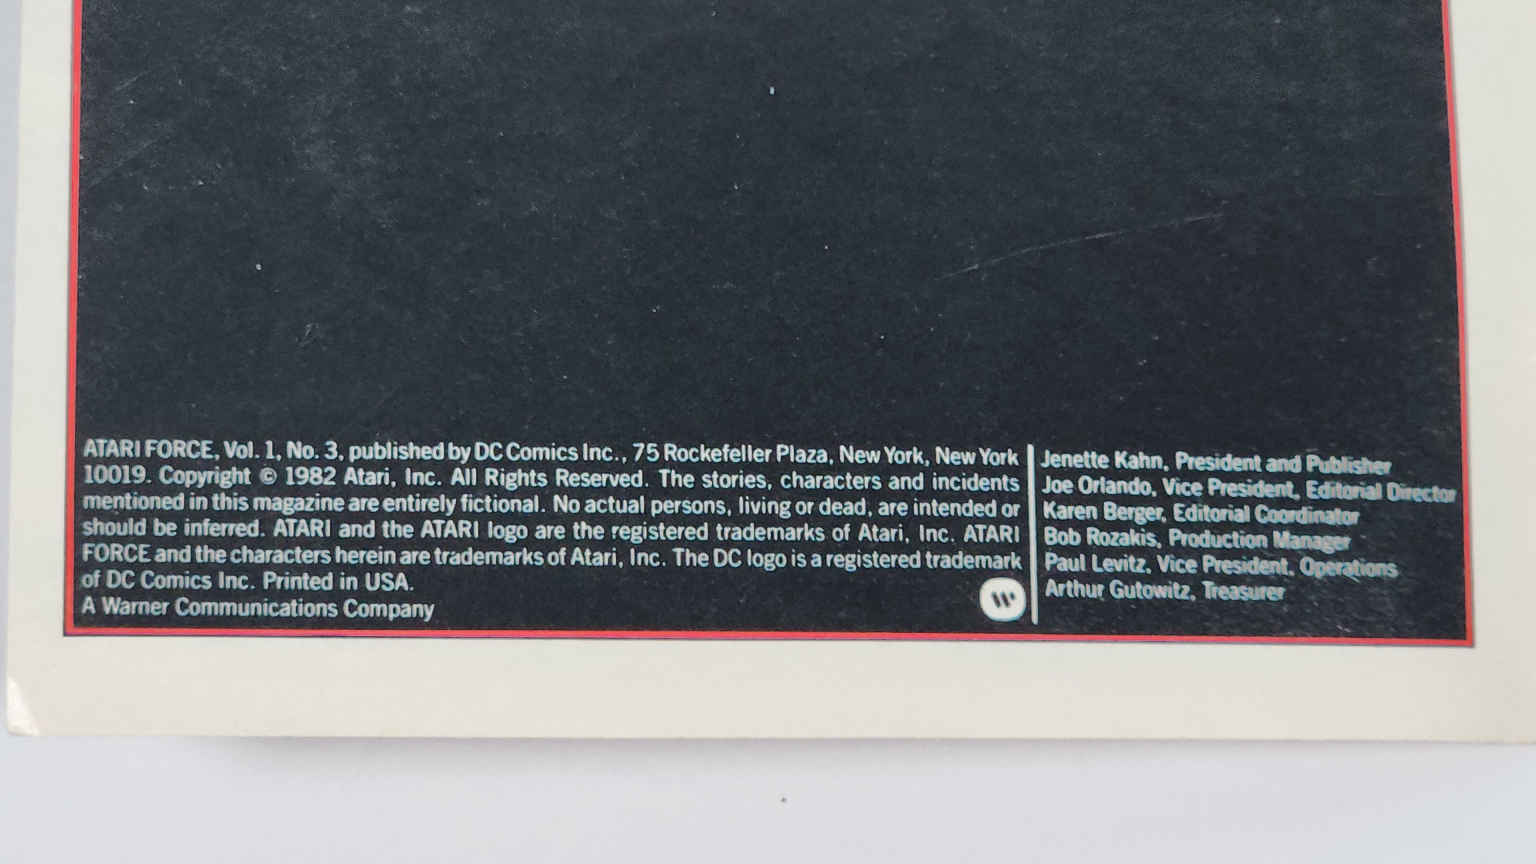 ATARI FORCE, Vol. 1, No. 3, published by DC Comics Inc., 75 Rockefeller Plaza, New York, New York
10019. Copyright © 1982 Atari, Inc. All Rights Reserved. The stories, characters and incidents
mentioned in this magazine are entirely fictional. No actual persons, living or dead, are intended or
should be inferred. ATARI and the ATARI logo are the registered trademarks of Atari, Inc. ATARI
FORCE and the characters herein are trademarks of Atari, Inc. The DC logo is a registered trademark
of DC Comics Inc. Printed in USA.
A Warner Communications Company
Jenette Kahn, President and Publisher
Joe Orlando, Vice President, Editorial Director
Karen Berger, Editorial Coordinator
Bob Rozakis, Production Manager
Paul Levitz, Vice President, Operations
Arthur Gutowitz, Treasurer